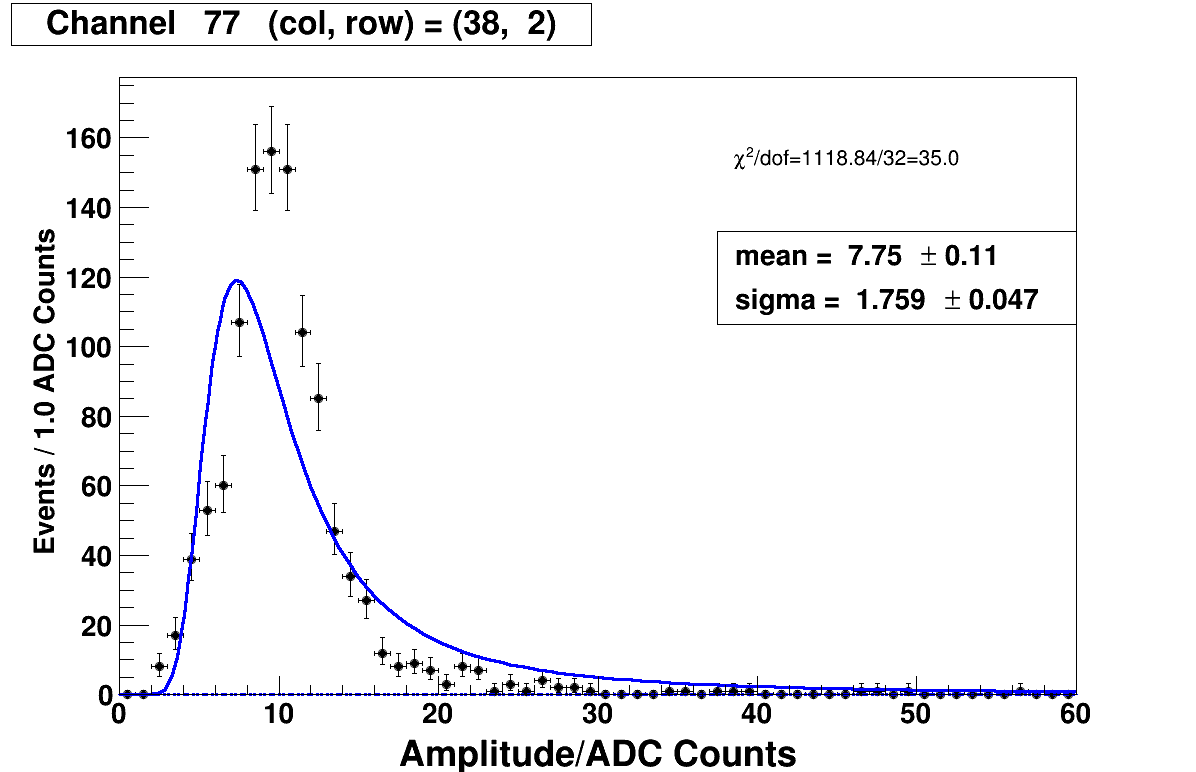 Channel 77 (col, row) = (38, 2)
χ²/dof=1118.84/32=35.0
mean = 7.75 ± 0.11
sigma = 1.759 ± 0.047
Events / 1.0 ADC Counts
160
140
120
100
80
60
40
20
0
0 10 20 30 40 50 60
Amplitude/ADC Counts